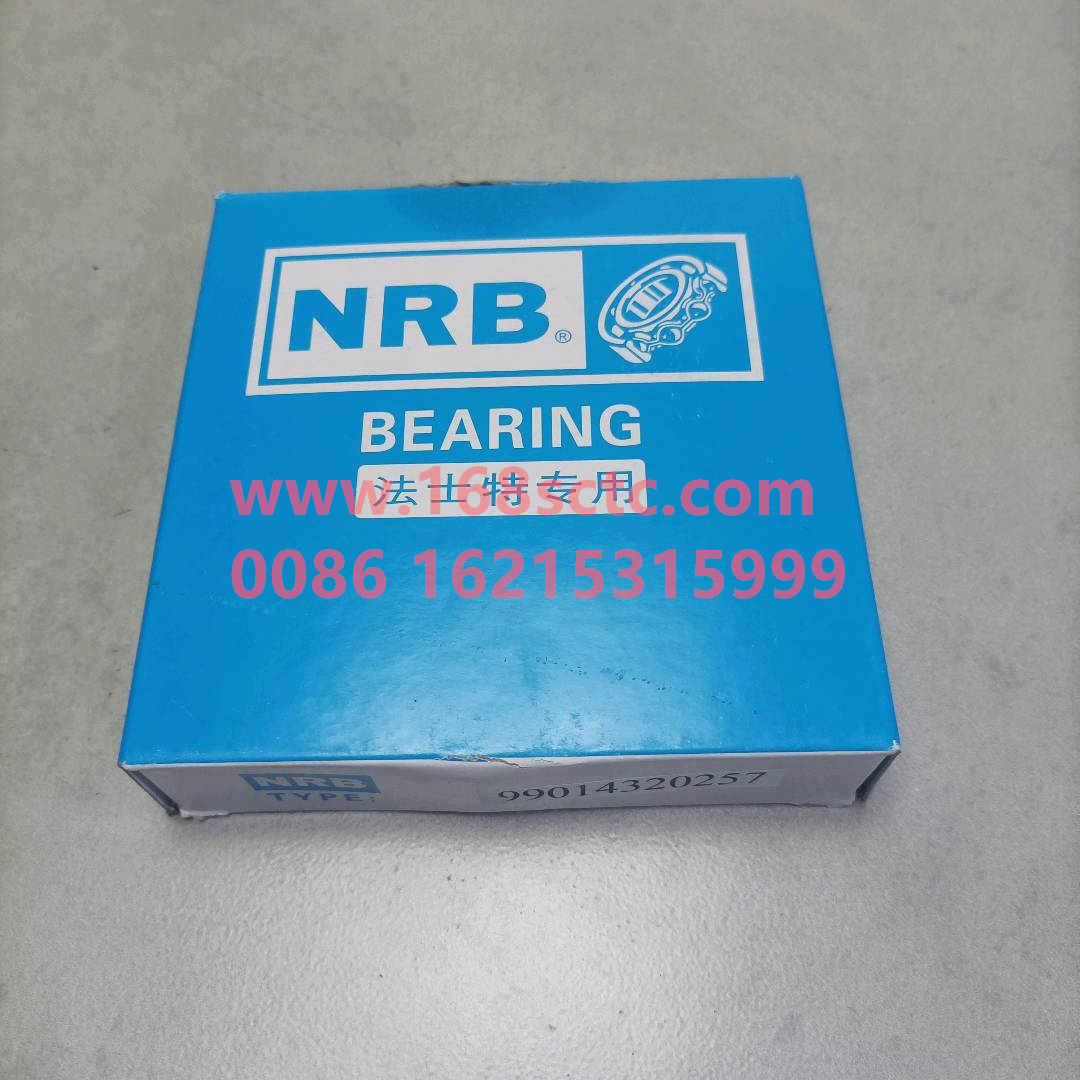 NRB®
BEARING
法士特专用
www.168sctc.com
0086 16215315999
NRB
TYPE:
99014320257